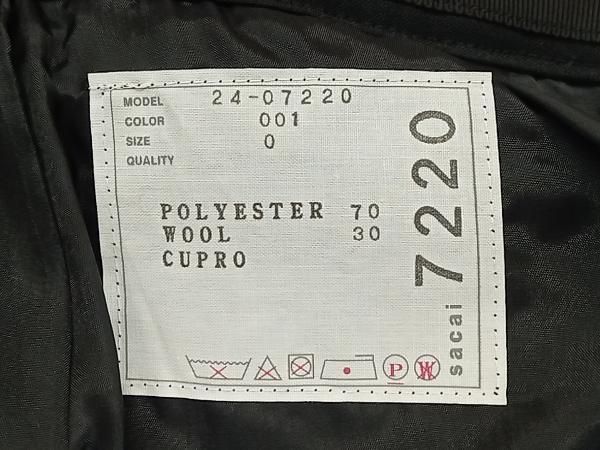 MODEL 24-07220
COLOR 001
SIZE 0
QUALITY
POLYESTER 70
WOOL 30
CUPRO
P W
sacai 7220